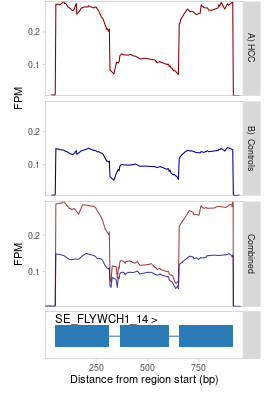 0.2
0.1
A) HCC
0.2
0.1
B) Controls
FPM
FPM
0.2
0.1
Combined
SE_FLYWCH1_14 >
250 500 750
Distance from region start (bp)